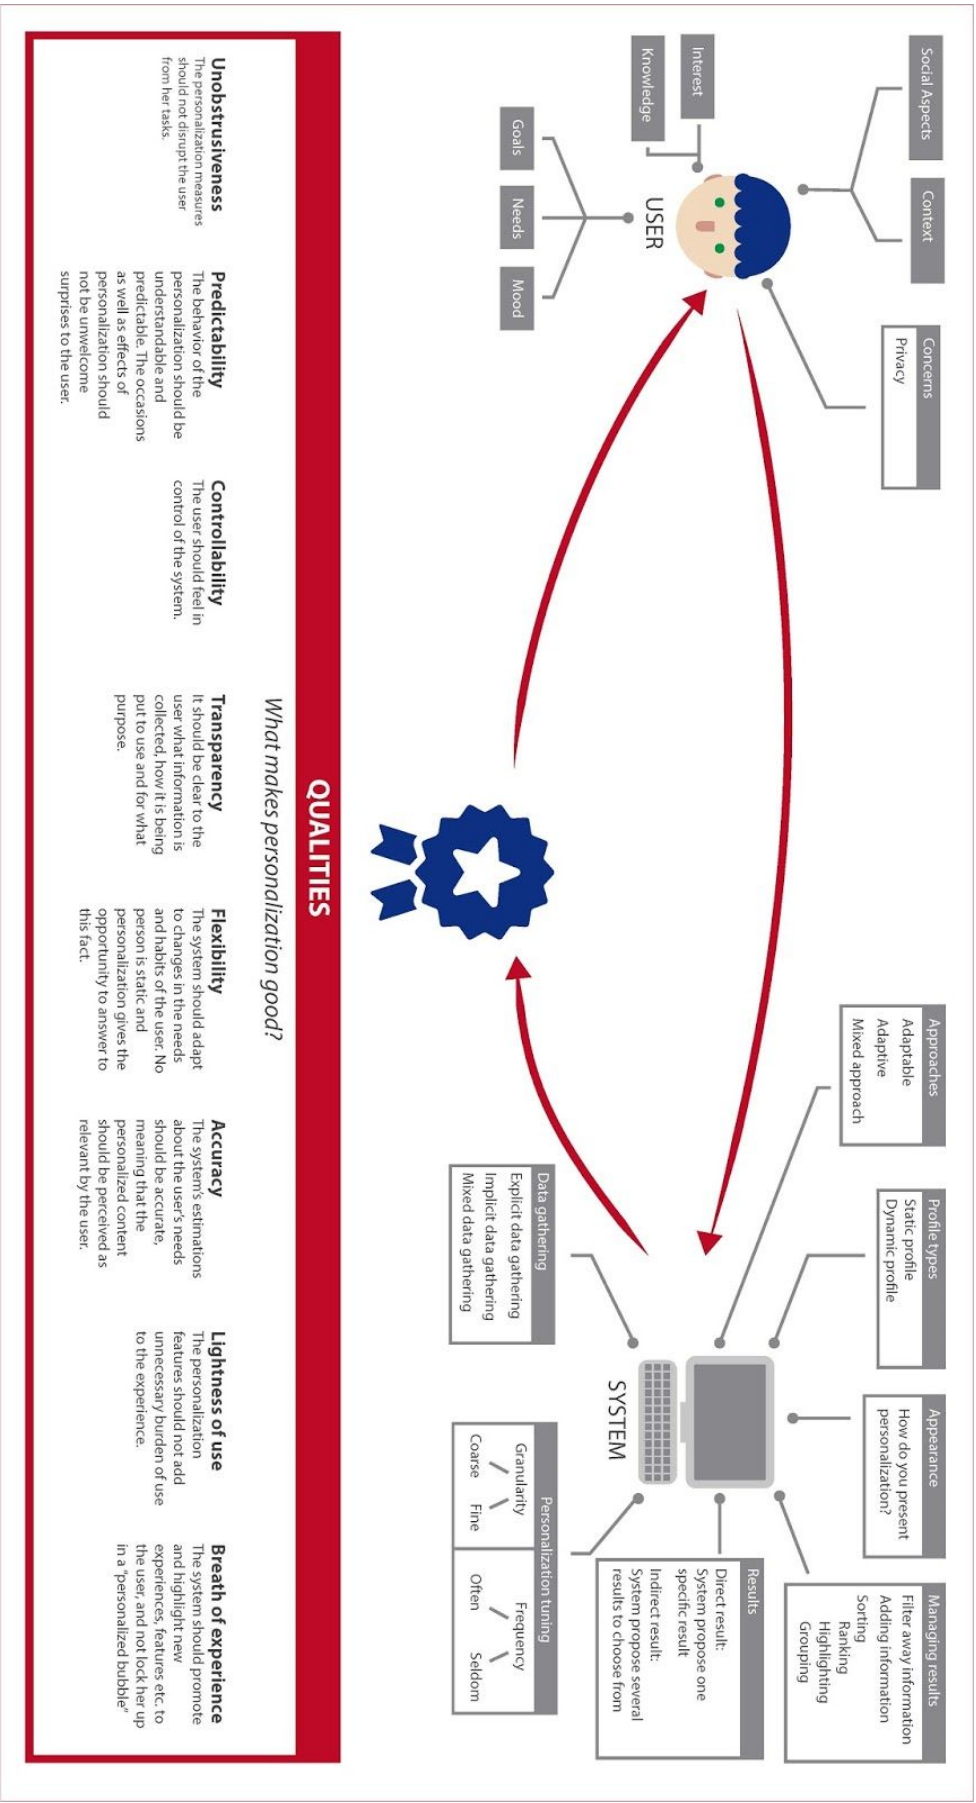 Social Aspects
Context
Concerns
Privacy
Interest
Knowledge
USER
Goals
Needs
Mood
Approaches
Adaptable
Adaptive
Mixed approach
Profile types
Static profile
Dynamic profile
Appearance
How do you present
personalization?
Managing results
Filter away information
Adding information
Sorting
Ranking
Highlighting
Grouping
SYSTEM
Results
Direct result:
System propose one
specific result
Indirect result:
System propose several
results to choose from
Data gathering
Explicit data gathering
Implicit data gathering
Mixed data gathering
Personalization tuning
Granularity
Coarse
Fine
Frequency
Often
Seldom
QUALITIES
What makes personalization good?
Unobstrusiveness
The personalization measures
should not disrupt the user
from her tasks.
Predictability
The behavior of the
personalization should be
understandable and
predictable. The occasions
as well as effects of
personalization should
not be unwelcome
surprises to the user.
Controllability
The user should feel in
control of the system.
Transparency
It should be clear to the
user what information is
collected, how it is being
put to use and for what
purpose.
Flexibility
The system should adapt
to changes in the needs
and habits of the user. No
person is static and
personalization gives the
opportunity to answer to
this fact.
Accuracy
The system's estimations
about the user's needs
should be accurate,
meaning that the
personalized content
should be perceived as
relevant by the user.
Lightness of use
The personalization
features should not add
unnecessary burden of use
to the experience.
Breath of experience
The system should promote
and highlight new
experiences, features etc. to
the user, and not lock her up
in a "personalized bubble"